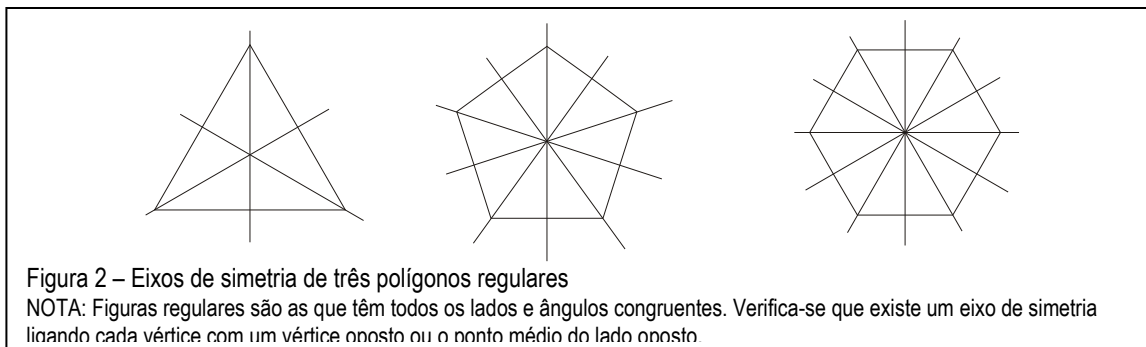 Figura 2 – Eixos de simetria de três polígonos regulares
NOTA: Figuras regulares são as que têm todos os lados e ângulos congruentes. Verifica-se que existe um eixo de simetria
ligando cada vértice com um vértice oposto ou o ponto médio do lado oposto.